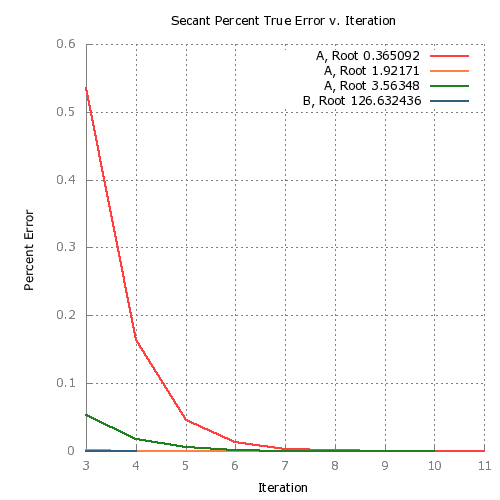 Secant Percent True Error v. Iteration
A, Root 0.365092
A, Root 1.92171
A, Root 3.56348
B, Root 126.632436
0.6
0.5
0.4
0.3
0.2
0.1
0
Percent Error
3 4 5 6 7 8 9 10 11
Iteration